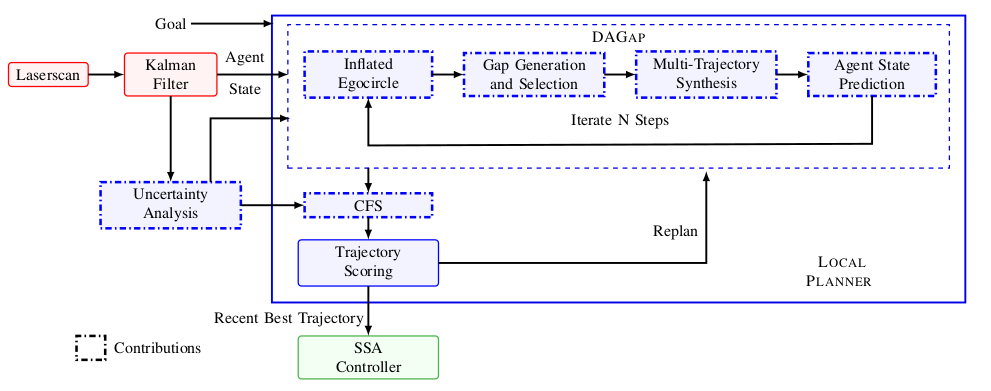 Goal
DAGAP
Laserscan
Kalman
Filter
Agent
State
Inflated
Egocircle
Gap Generation
and Selection
Multi-Trajectory
Synthesis
Agent State
Prediction
Iterate N Steps
Uncertainty
Analysis
CFS
Trajectory
Scoring
Replan
LOCAL
PLANNER
Recent Best Trajectory
SSA
Controller
Contributions